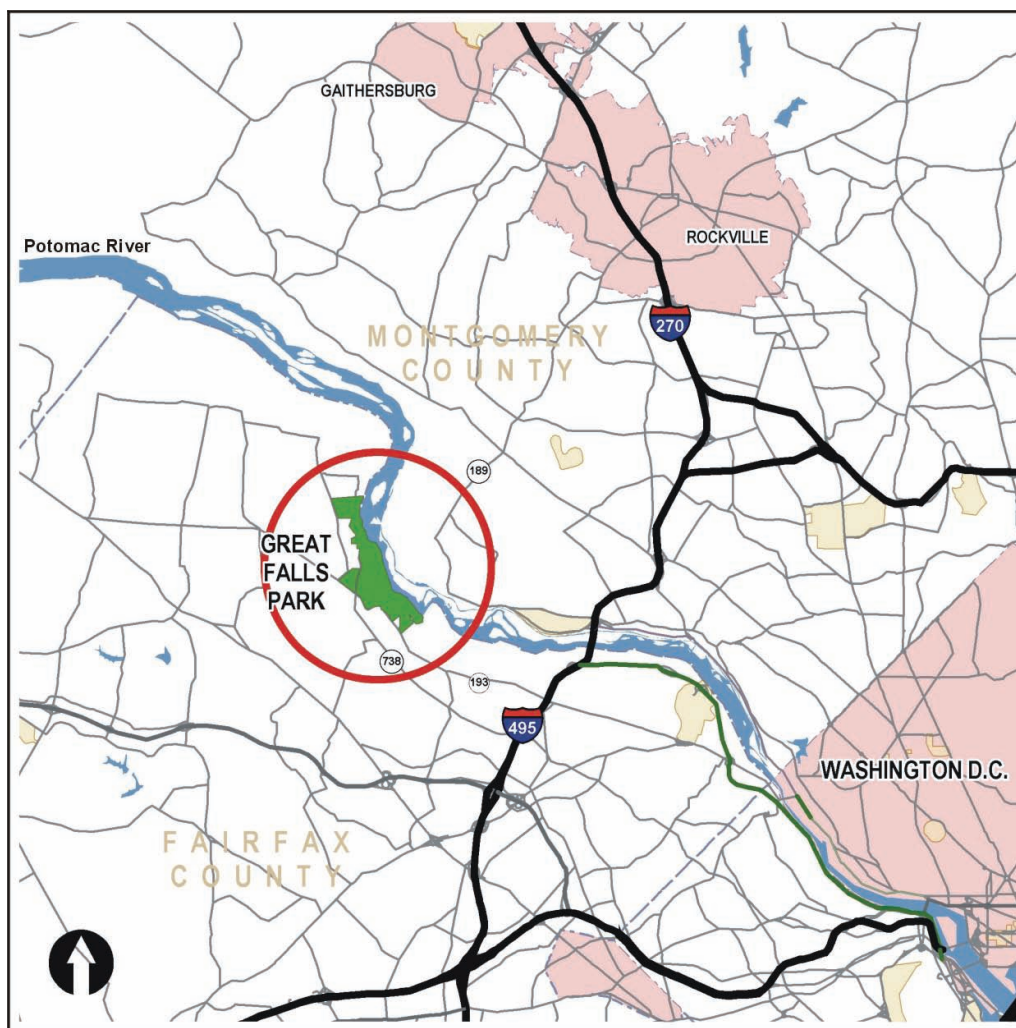 GAITHERSBURG
ROCKVILLE
Potomac River
270
MONTGOMERY
COUNTY
189
GREAT
FALLS
PARK
738
193
495
WASHINGTON D.C.
FAIRFAX
COUNTY